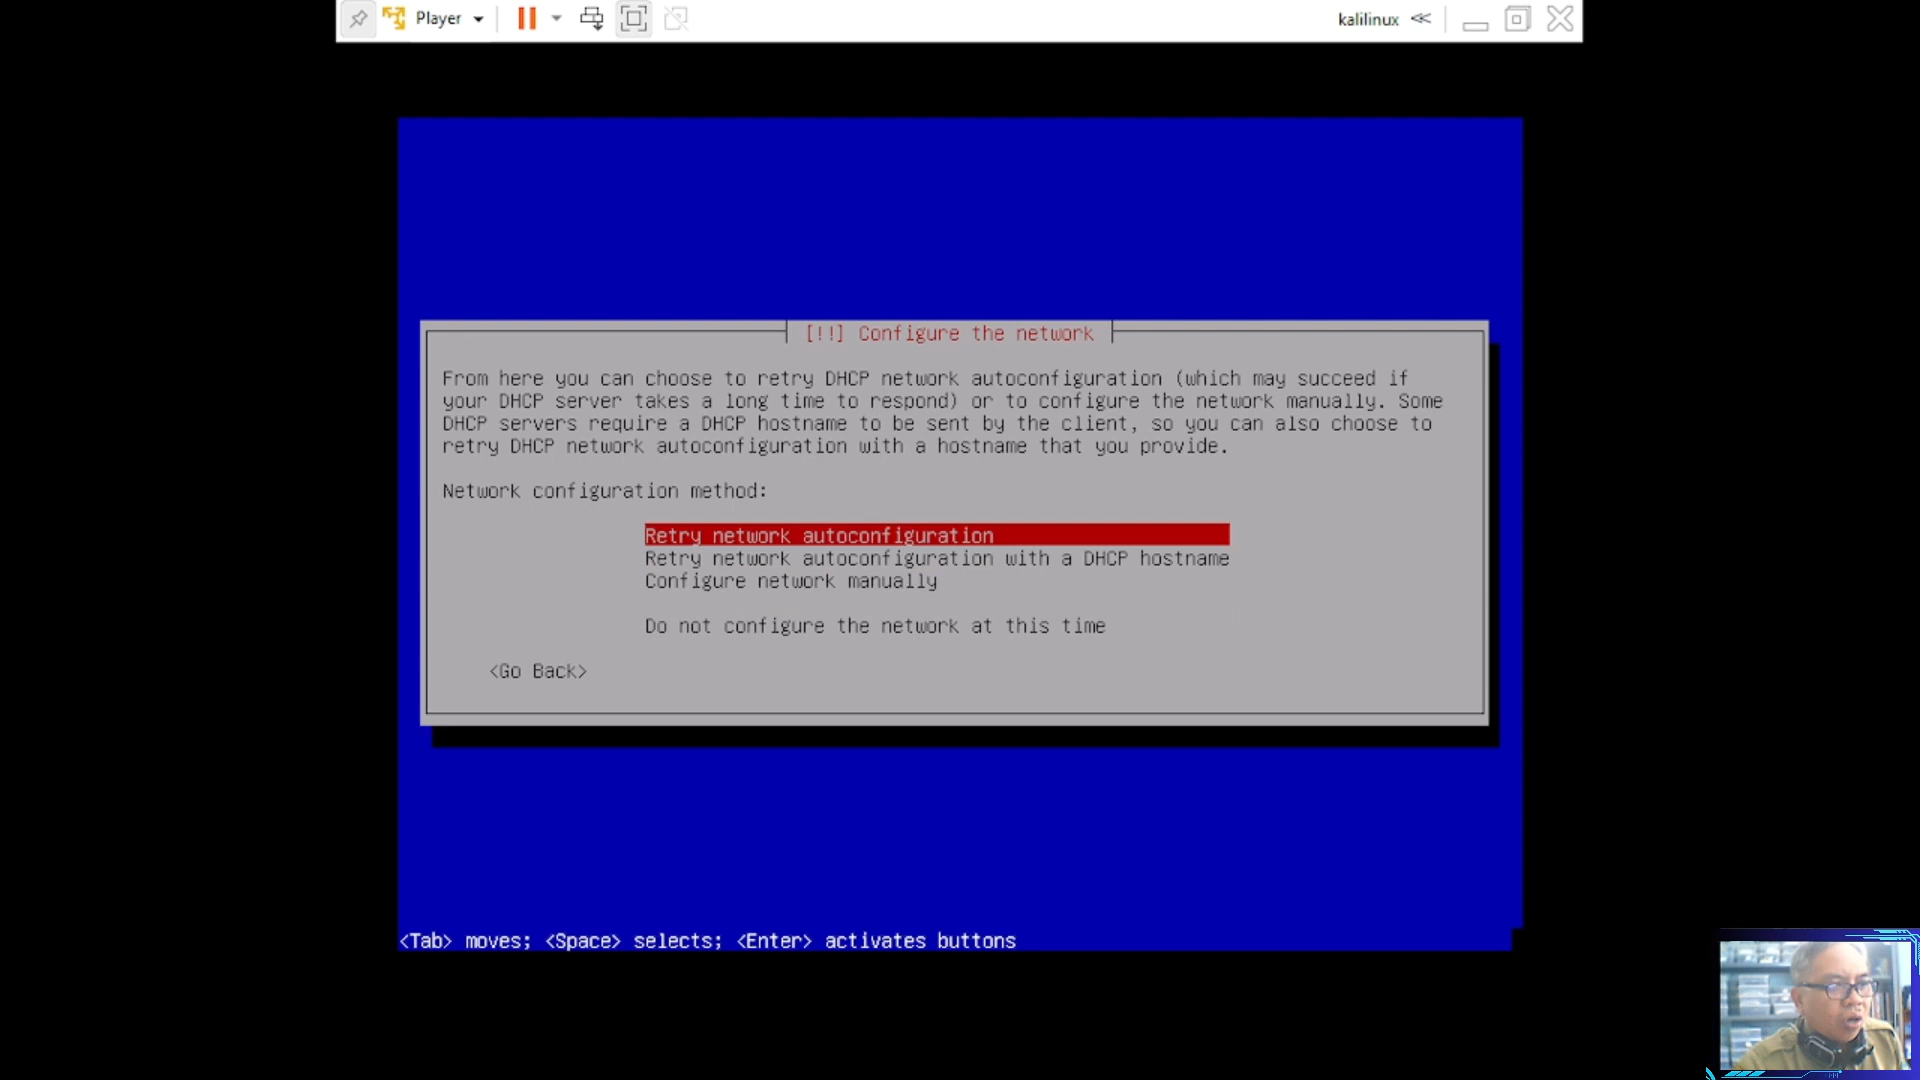 Player
kalilinux
[!!] Configure the network
From here you can choose to retry DHCP network autoconfiguration (which may succeed if
your DHCP server takes a long time to respond) or to configure the network manually. Some
DHCP servers require a DHCP hostname to be sent by the client, so you can also choose to
retry DHCP network autoconfiguration with a hostname that you provide.
Network configuration method:
Retry network autoconfiguration
Retry network autoconfiguration with a DHCP hostname
Configure network manually
Do not configure the network at this time
<Go Back>
<Tab> moves; <Space> selects; <Enter> activates buttons